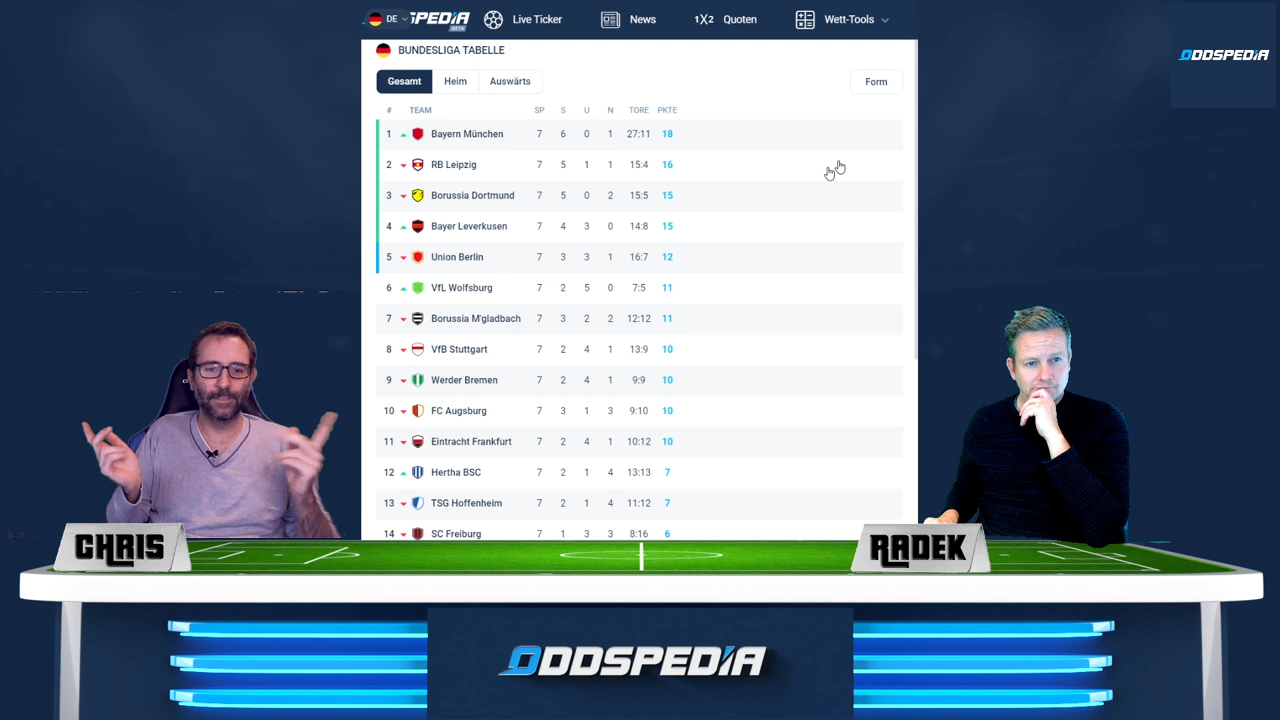 DE SPEDIA BETA Live Ticker News 1X2 Quoten Wett-Tools
ODDSPEDIA
BUNDESLIGA TABELLE
Gesamt Heim Auswärts Form
# TEAM SP S U N TORE PKTE
1 Bayern München 7 6 0 1 27:11 18
2 RB Leipzig 7 5 1 1 15:4 16
3 Borussia Dortmund 7 5 0 2 15:5 15
4 Bayer Leverkusen 7 4 3 0 14:8 15
5 Union Berlin 7 3 3 1 16:7 12
6 VfL Wolfsburg 7 2 5 0 7:5 11
7 Borussia M'gladbach 7 3 2 2 12:12 11
8 VfB Stuttgart 7 2 4 1 13:9 10
9 Werder Bremen 7 2 4 1 9:9 10
10 FC Augsburg 7 3 1 3 9:10 10
11 Eintracht Frankfurt 7 2 4 1 10:12 10
12 Hertha BSC 7 2 1 4 13:13 7
13 TSG Hoffenheim 7 2 1 4 11:12 7
14 SC Freiburg 7 1 3 3 8:16 6
CHRIS
RADEK
ODDSPEDIA